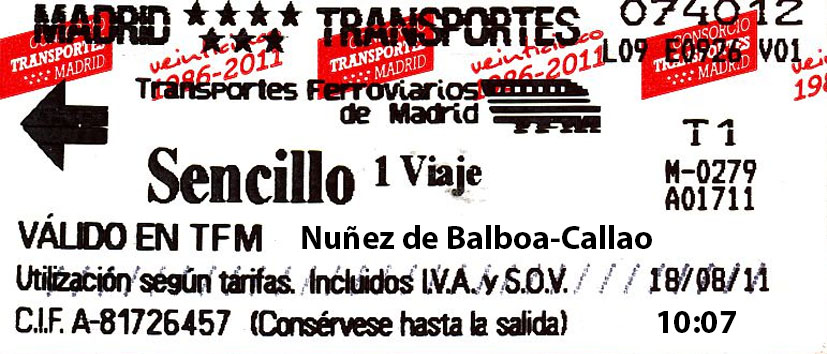 MADRID TRANSPORTES 074012
CONSORCIO TRANSPORTES MADRID veinticinco 1986-2011 CONSORCIO TRANSPORTES MADRID veinticinco 1986-2011 CONSORCIO TRANSPORTES MADRID
L09 E0926 V01
Transportes Ferroviarios
de Madrid TFM
T1
Sencillo 1 Viaje M-0279
A01711
VÁLIDO EN TFM Nuñez de Balboa-Callao
Utilización según tarifas. Incluidos I.V.A. y S.O.V. 18/08/11
C.I.F. A-81726457 (Consérvese hasta la salida) 10:07